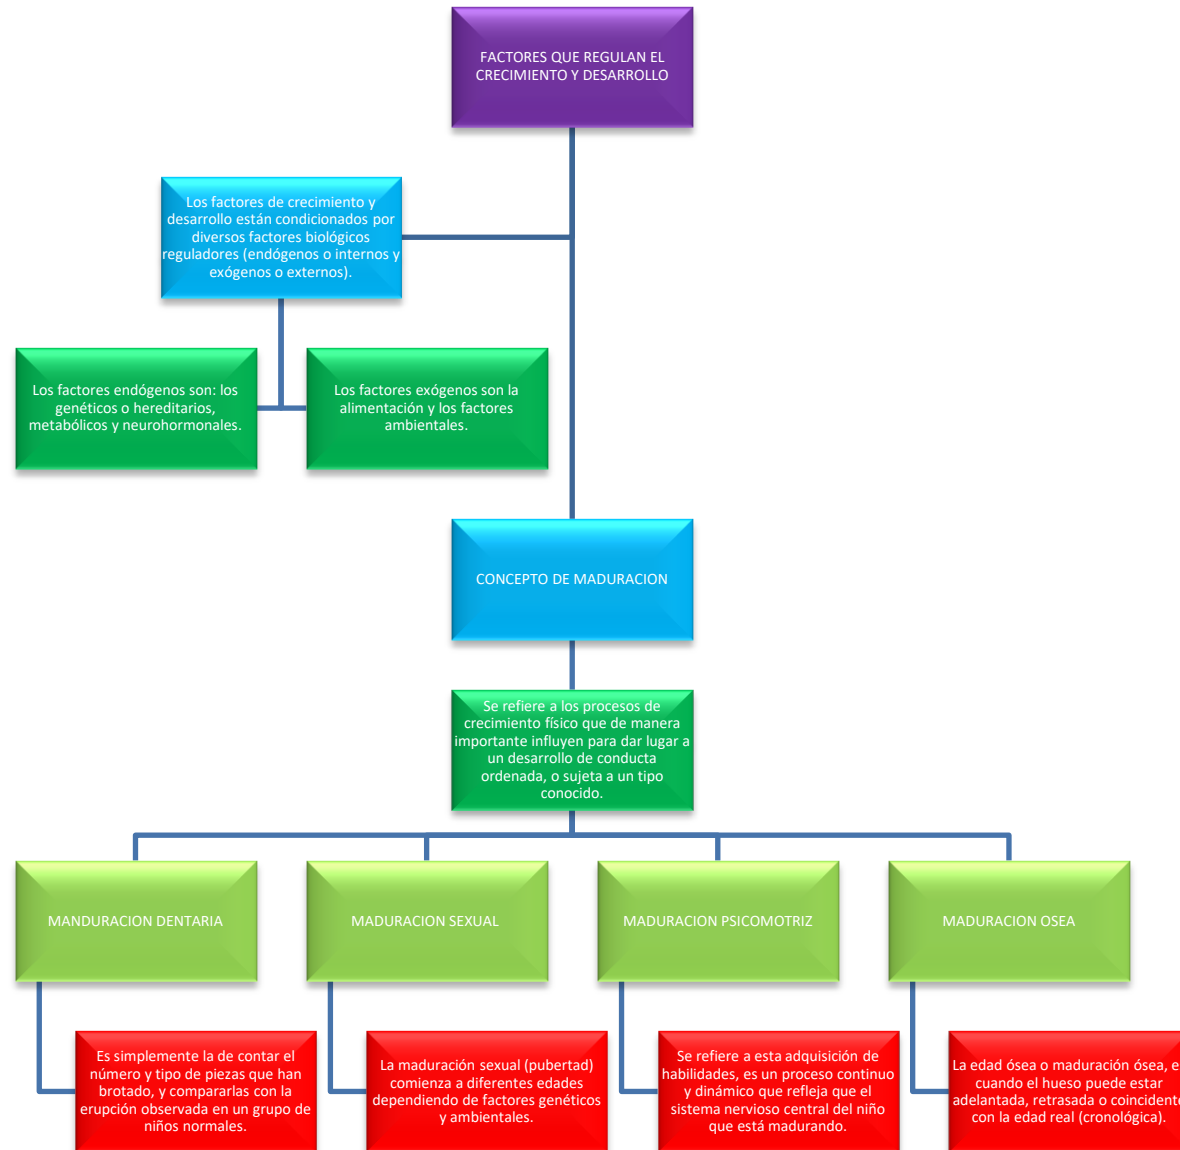 FACTORES QUE REGULAN EL
CRECIMIENTO Y DESARROLLO
Los factores de crecimiento y
desarrollo están condicionados por
diversos factores biológicos
reguladores (endógenos o internos y
exógenos o externos).
Los factores endógenos son: los
genéticos o hereditarios,
metabólicos y neurohormonales.
Los factores exógenos son la
alimentación y los factores
ambientales.
CONCEPTO DE MADURACION
Se refiere a los procesos de
crecimiento físico que de manera
importante influyen para dar lugar a
un desarrollo de conducta
ordenada, o sujeta a un tipo
conocido.
MANDURACION DENTARIA
MADURACION SEXUAL
MADURACION PSICOMOTRIZ
MADURACION OSEA
Es simplemente la de contar el
número y tipo de piezas que han
brotado, y compararlas con la
erupción observada en un grupo de
niños normales.
La maduración sexual (pubertad)
comienza a diferentes edades
dependiendo de factores genéticos
y ambientales.
Se refiere a esta adquisición de
habilidades, es un proceso continuo
y dinámico que refleja que el
sistema nervioso central del niño
que está madurando.
La edad ósea o maduración ósea, e
cuando el hueso puede estar
adelantada, retrasada o coincidente
con la edad real (cronológica).